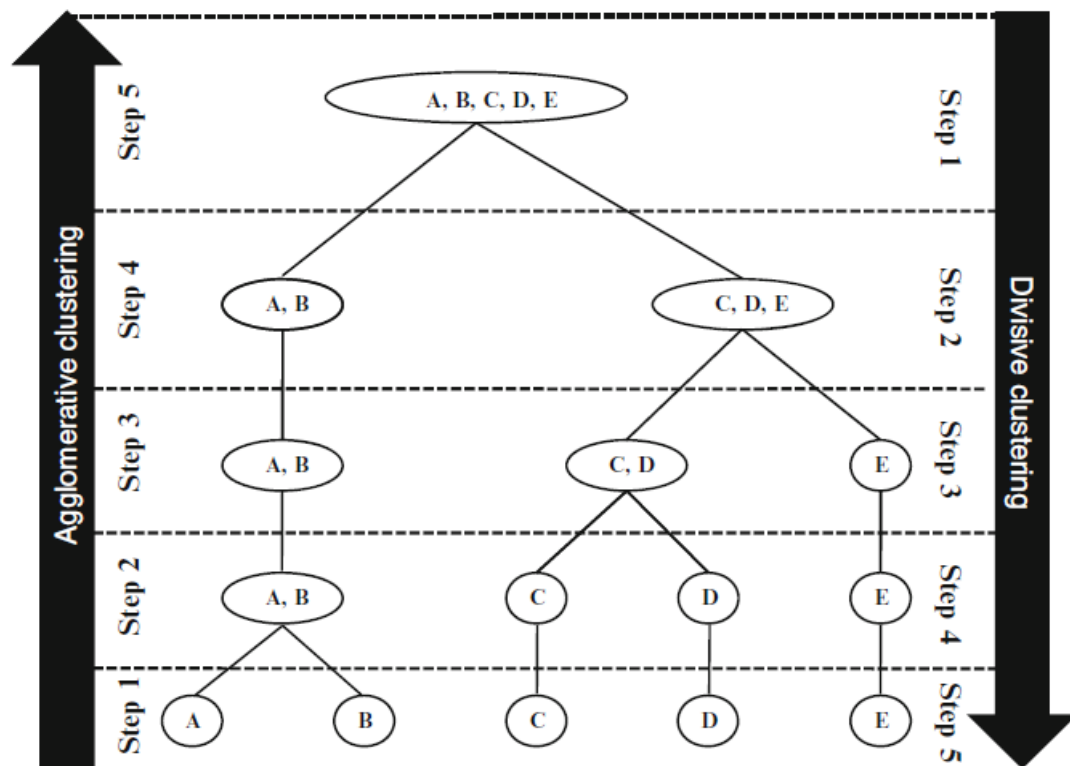 Agglomerative clustering
Divisive clustering
Step 5
A, B, C, D, E
Step 1
Step 4
A, B
C, D, E
Step 2
Step 3
A, B
C, D
E
Step 3
Step 2
A, B
C
D
E
Step 4
Step 1
A
B
C
D
E
Step 5